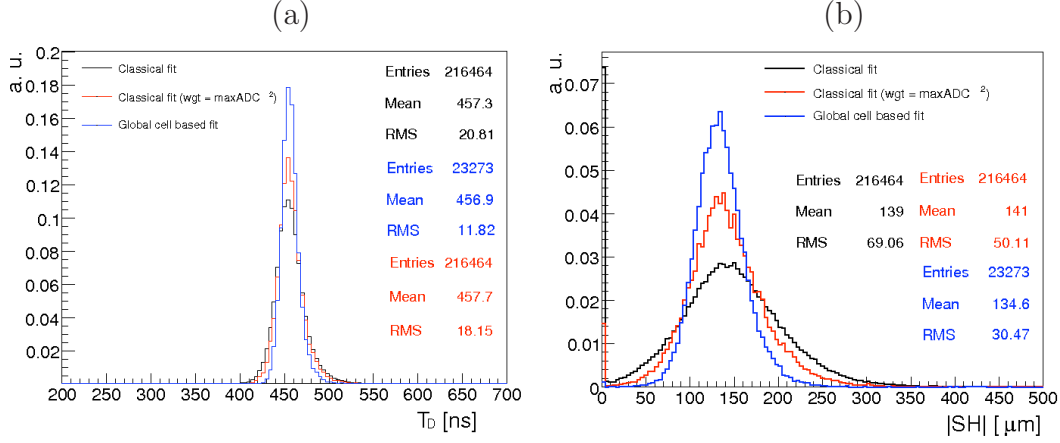 (a)
a. u.
0.2
0.18
0.16
0.14
0.12
0.1
0.08
0.06
0.04
0.02
Classical fit
Classical fit (wgt = maxADC ²)
Global cell based fit
Entries 216464
Mean 457.3
RMS 20.81
Entries 23273
Mean 456.9
RMS 11.82
Entries 216464
Mean 457.7
RMS 18.15
200 250 300 350 400 450 500 550 600 650 700
T_D [ns]
(b)
a. u.
0.07
0.06
0.05
0.04
0.03
0.02
0.01
0
Classical fit
Classical fit (wgt = maxADC ²)
Global cell based fit
Entries 216464
Mean 139
RMS 69.06
Entries 216464
Mean 141
RMS 50.11
Entries 23273
Mean 134.6
RMS 30.47
0 50 100 150 200 250 300 350 400 450 500
|SH| [ μm]